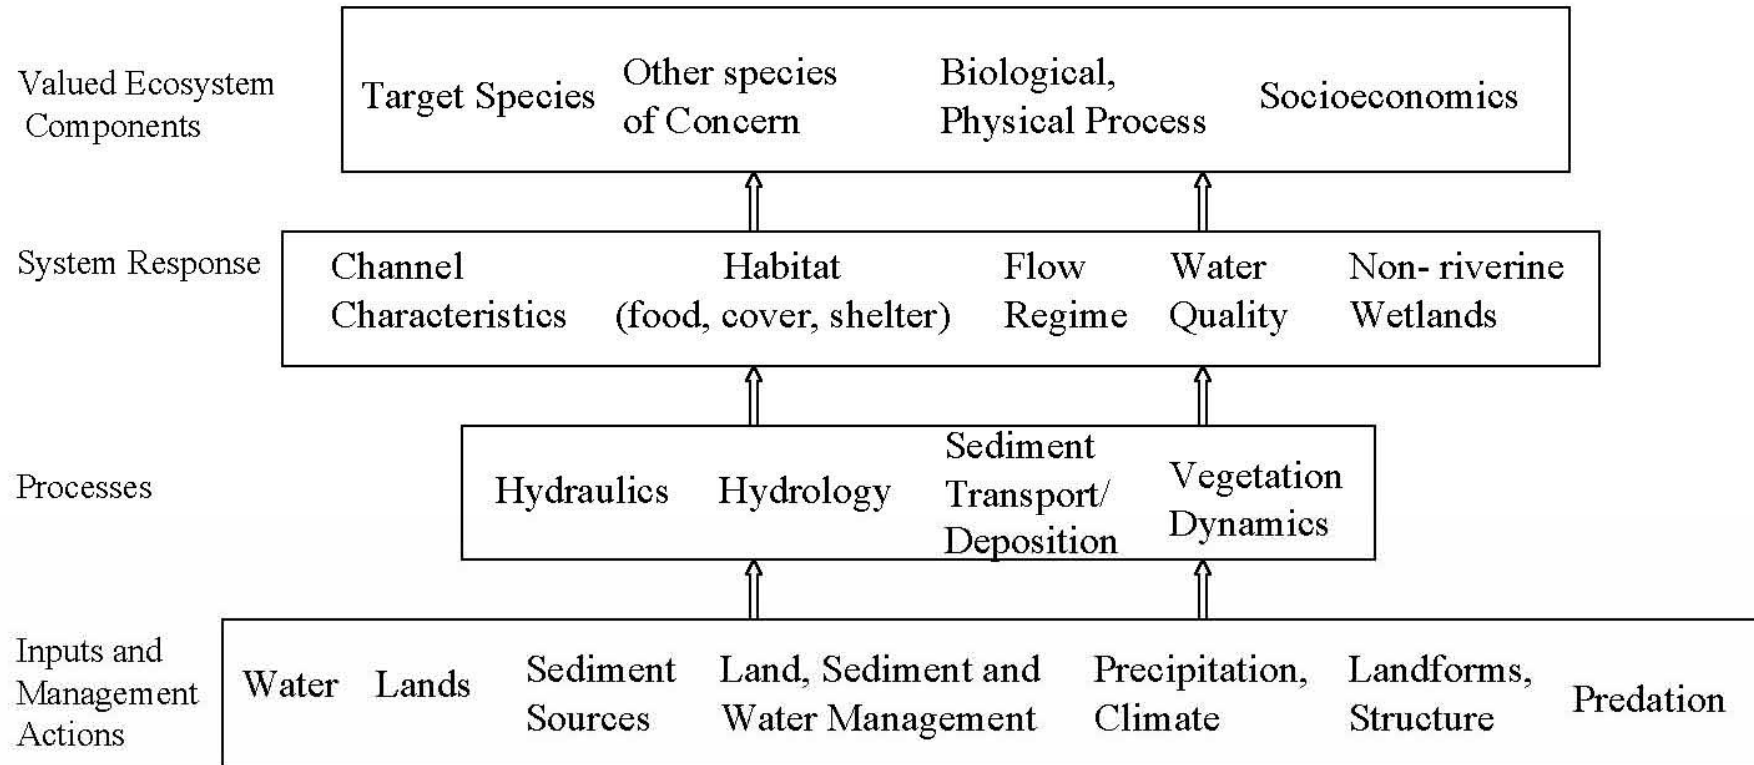 Valued Ecosystem
Components
Target Species
Other species
of Concern
Biological,
Physical Process
Socioeconomics
System Response
Channel
Characteristics
Habitat
(food, cover, shelter)
Flow
Regime
Water
Quality
Non- riverine
Wetlands
Processes
Hydraulics
Hydrology
Sediment
Transport/
Deposition
Vegetation
Dynamics
Inputs and
Management
Actions
Water
Lands
Sediment
Sources
Land, Sediment and
Water Management
Precipitation,
Climate
Landforms,
Structure
Predation